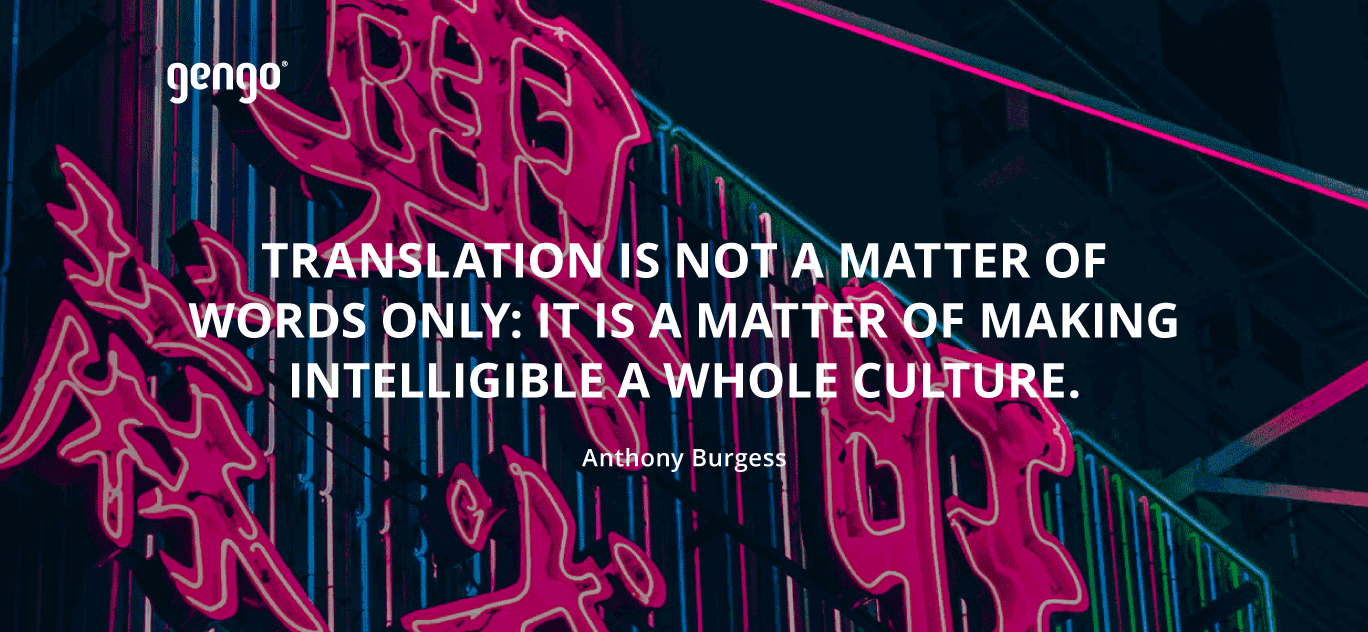 gengo®
TRANSLATION IS NOT A MATTER OF
WORDS ONLY: IT IS A MATTER OF MAKING
INTELLIGIBLE A WHOLE CULTURE.
Anthony Burgess